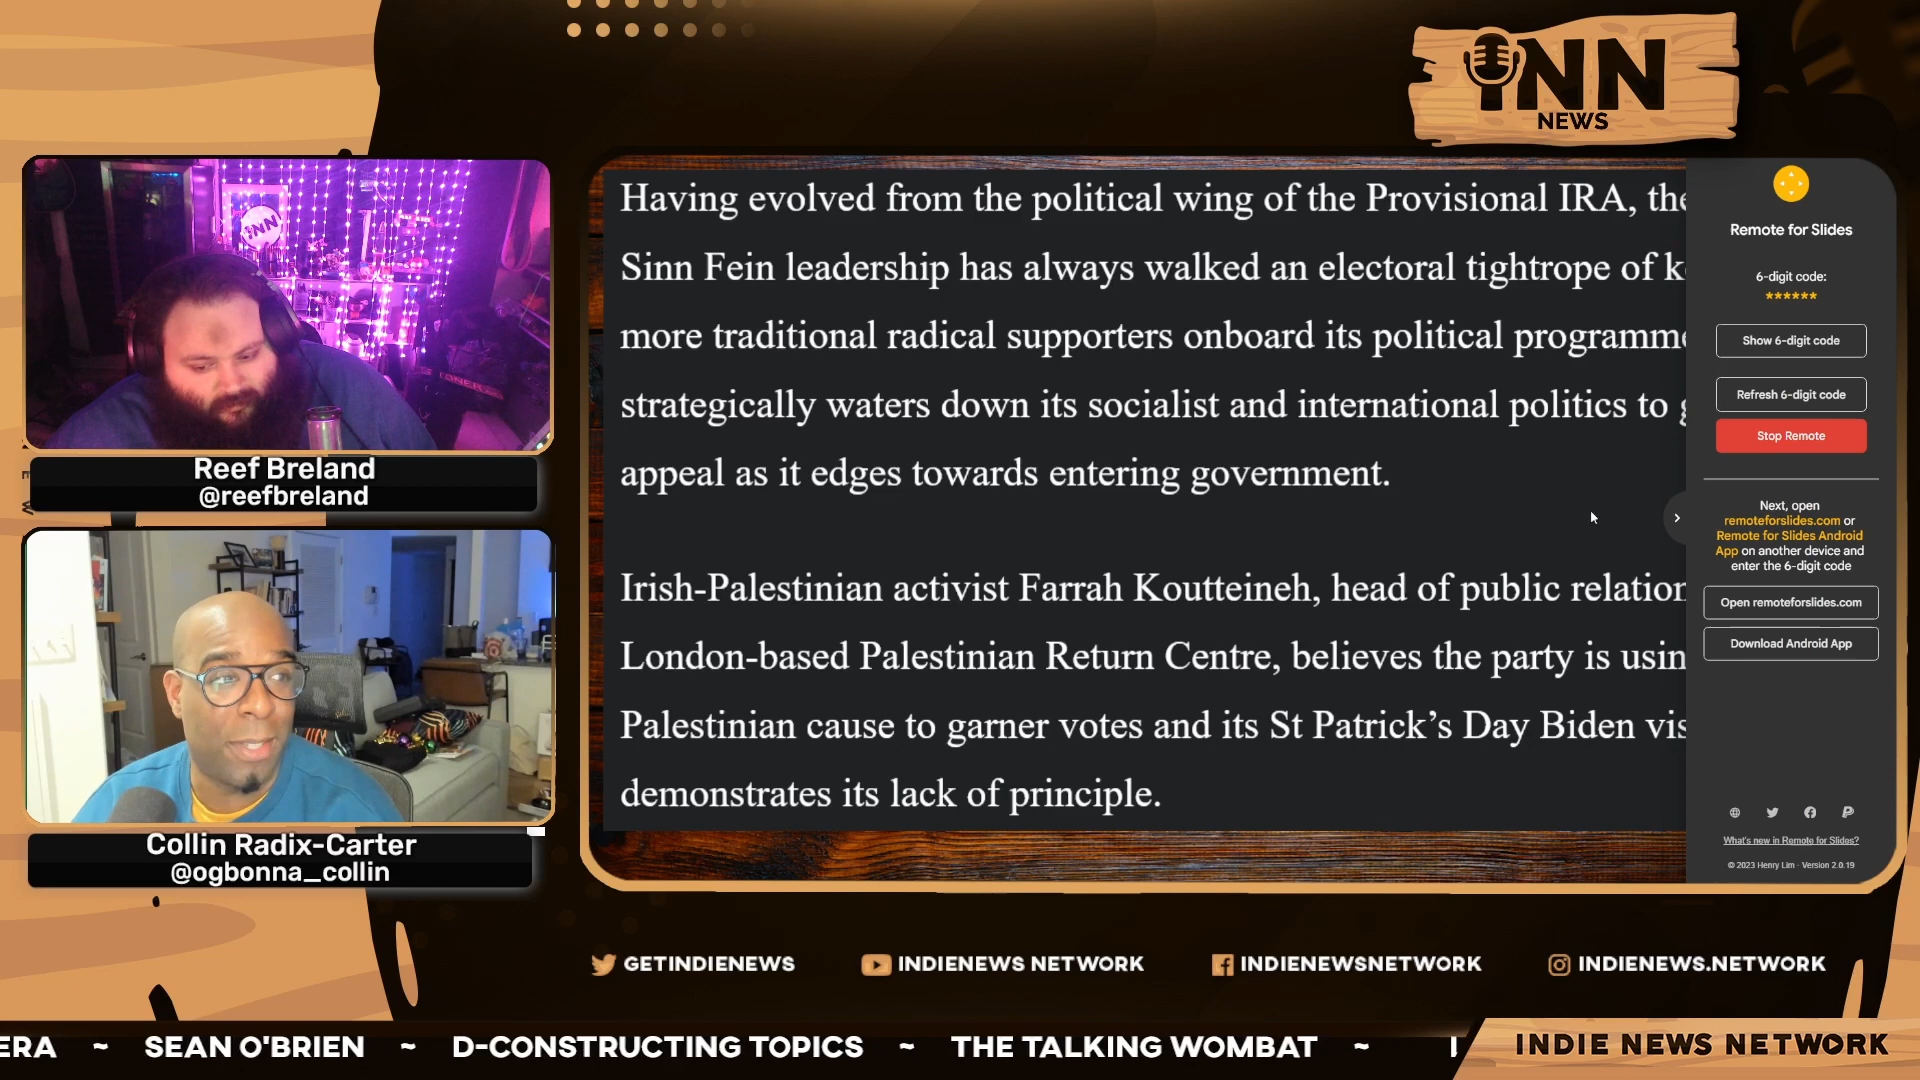 iNN
NEWS
iNN
Having evolved from the political wing of the Provisional IRA, the
Sinn Fein leadership has always walked an electoral tightrope of k
more traditional radical supporters onboard its political programme
strategically waters down its socialist and international politics to g
appeal as it edges towards entering government.
Irish-Palestinian activist Farrah Koutteineh, head of public relation
London-based Palestinian Return Centre, believes the party is usin
Palestinian cause to garner votes and its St Patrick’s Day Biden vis
demonstrates its lack of principle.
Remote for Slides
6-digit code:
******
Show 6-digit code
Refresh 6-digit code
Stop Remote
Next, open
remoteforslides.com or
Remote for Slides Android
App on another device and
enter the 6-digit code
Open remoteforslides.com
Download Android App
What's new in Remote for Slides?
© 2023 Henry Lim · Version 2.0.19
Reef Breland
@reefbreland
Collin Radix-Carter
@ogbonna_collin
GETINDIENEWS
INDIENEWS NETWORK
INDIENEWSNETWORK
INDIENEWS.NETWORK
ERA ~ SEAN O'BRIEN ~ D-CONSTRUCTING TOPICS ~ THE TALKING WOMBAT ~
INDIE NEWS NETWORK